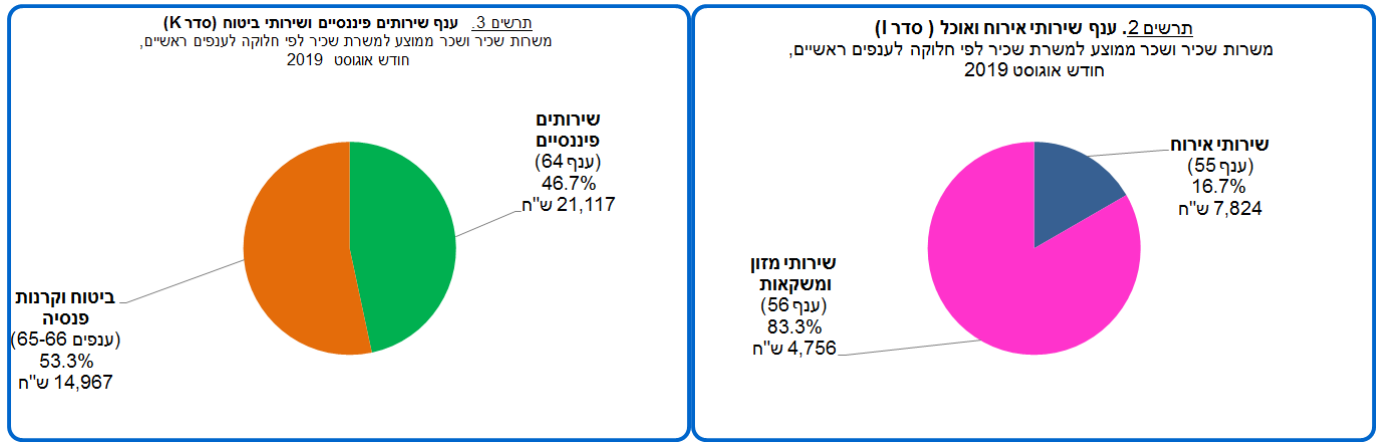 תרשים 2. ענף שירותי אירוח ואוכל ( סדר I)
משרות שכיר ושכר ממוצע למשרת שכיר לפי חלוקה לענפים ראשיים,
חודש אוגוסט 2019
שירותי אירוח
(ענף 55)
16.7%
7,824 ש"ח
שירותי מזון
ומשקאות
(ענף 56)
83.3%
4,756 ש"ח
תרשים 3. ענף שירותים פיננסיים ושירותי ביטוח (סדר K)
משרות שכיר ושכר ממוצע למשרת שכיר לפי חלוקה לענפים ראשיים,
חודש אוגוסט 2019
שירותים
פיננסיים
(ענף 64)
46.7%
21,117 ש"ח
ביטוח וקרנות
פנסיה
(ענפים 65-66)
53.3%
14,967 ש"ח